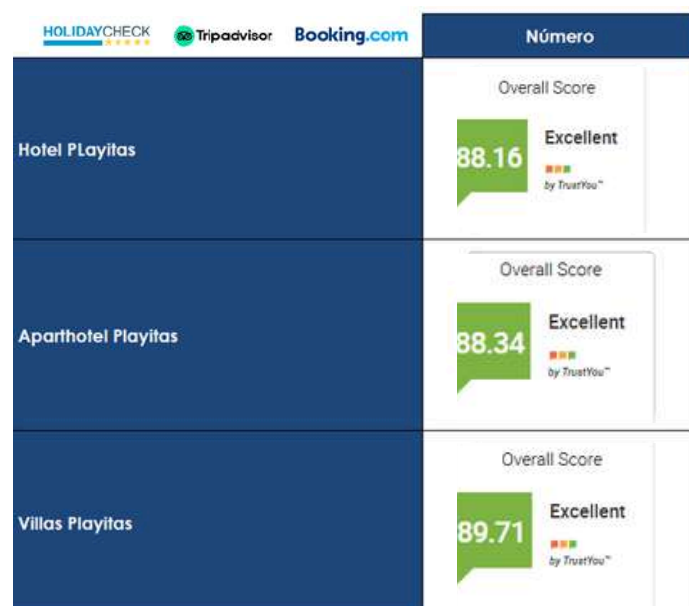 HOLIDAYCHECK Tripadvisor Booking.com Número
Overall Score
Hotel PLayitas
88.16 Excellent
by TrustYou™
Overall Score
Aparthotel Playitas
88.34 Excellent
by TrustYou™
Overall Score
Villas Playitas
89.71 Excellent
by TrustYou™